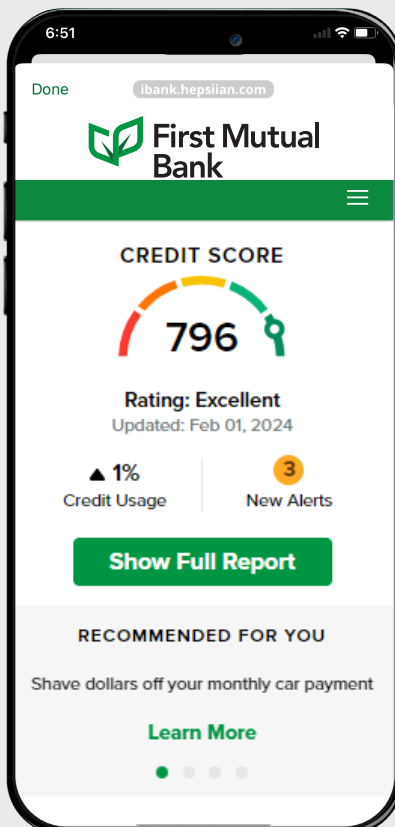 6:51
Done
ibank.hepsiian.com
First Mutual
Bank
CREDIT SCORE
796
Rating: Excellent
Updated: Feb 01, 2024
▲ 1%
Credit Usage
3
New Alerts
Show Full Report
RECOMMENDED FOR YOU
Shave dollars off your monthly car payment
Learn More